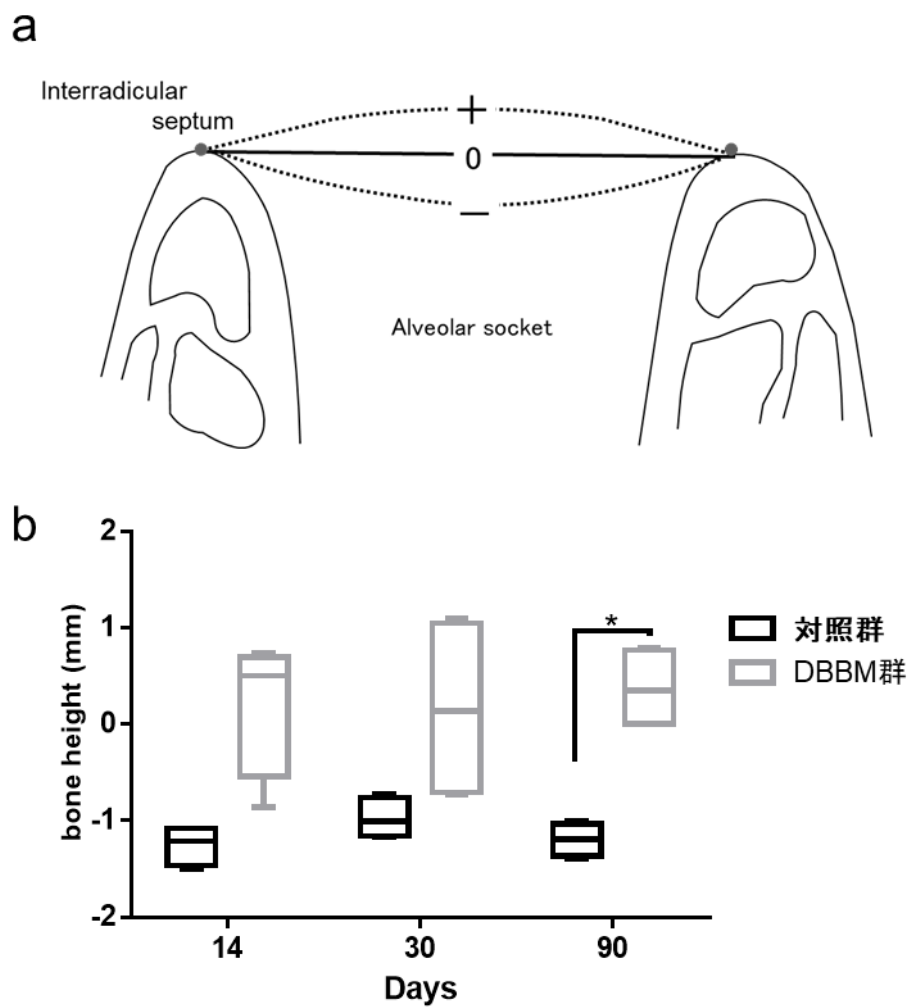 a
Interradicular
septum
+
0
−
Alveolar socket
b
2
1
0
-1
-2
bone height (mm)
*
対照群
DBBM群
14
30
90
Days